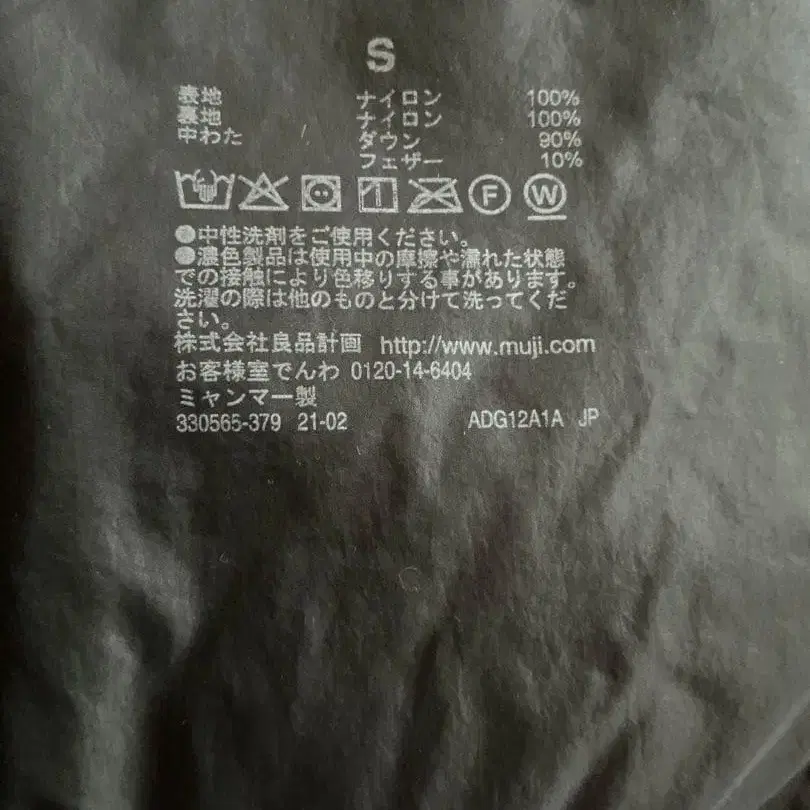 S
表地 ナイロン 100%
裏地 ナイロン 100%
中わた ダウン 90%
フェザー 10%
F W
●中性洗剤をご使用ください。
●濃色製品は使用中の摩擦や濡れた状態
での接触により色移りする事があります。
洗濯の際は他のものと分けて洗ってくだ
さい。
株式会社良品計画 http://www.muji.com
お客様室でんわ 0120-14-6404
ミャンマー製
330565-379 21-02 ADG12A1A JP